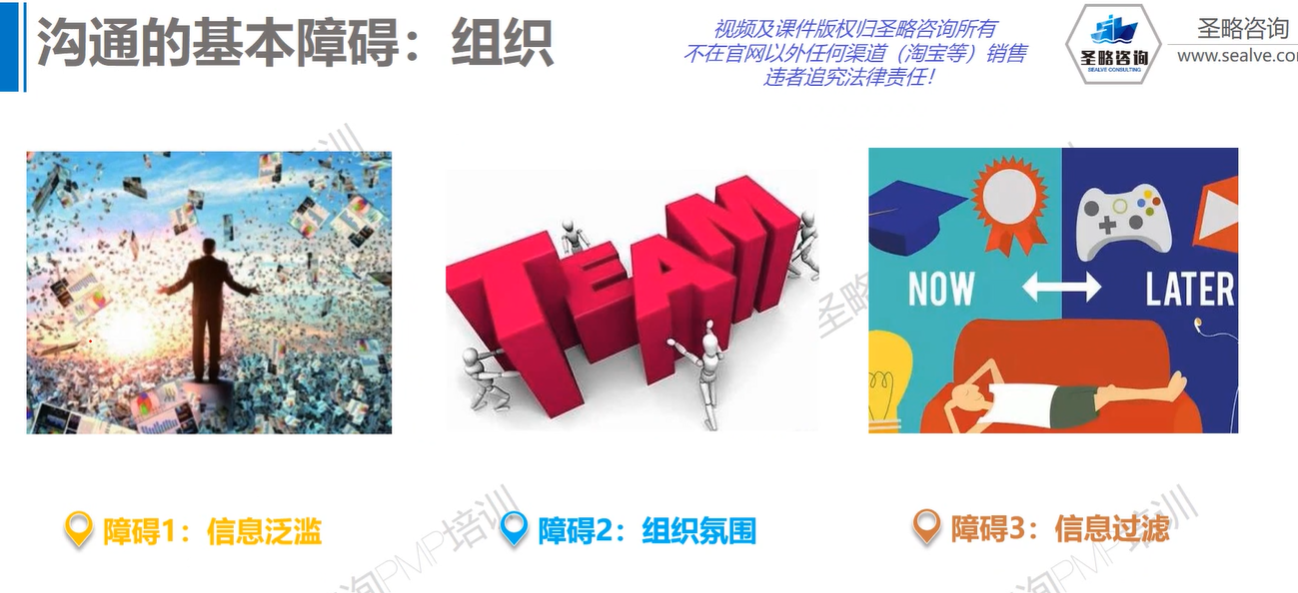 沟通的基本障碍：组织
视频及课件版权归圣略咨询所有
不在官网以外任何渠道（淘宝等）销售
违者追究法律责任！
圣略咨询
SEALVE CONSULTING
圣略咨询
www.sealve.co
TEAM
NOW
LATER
障碍1：信息泛滥
障碍2：组织氛围
障碍3：信息过滤
培训
圣略
询PMP培训
询PMP培训